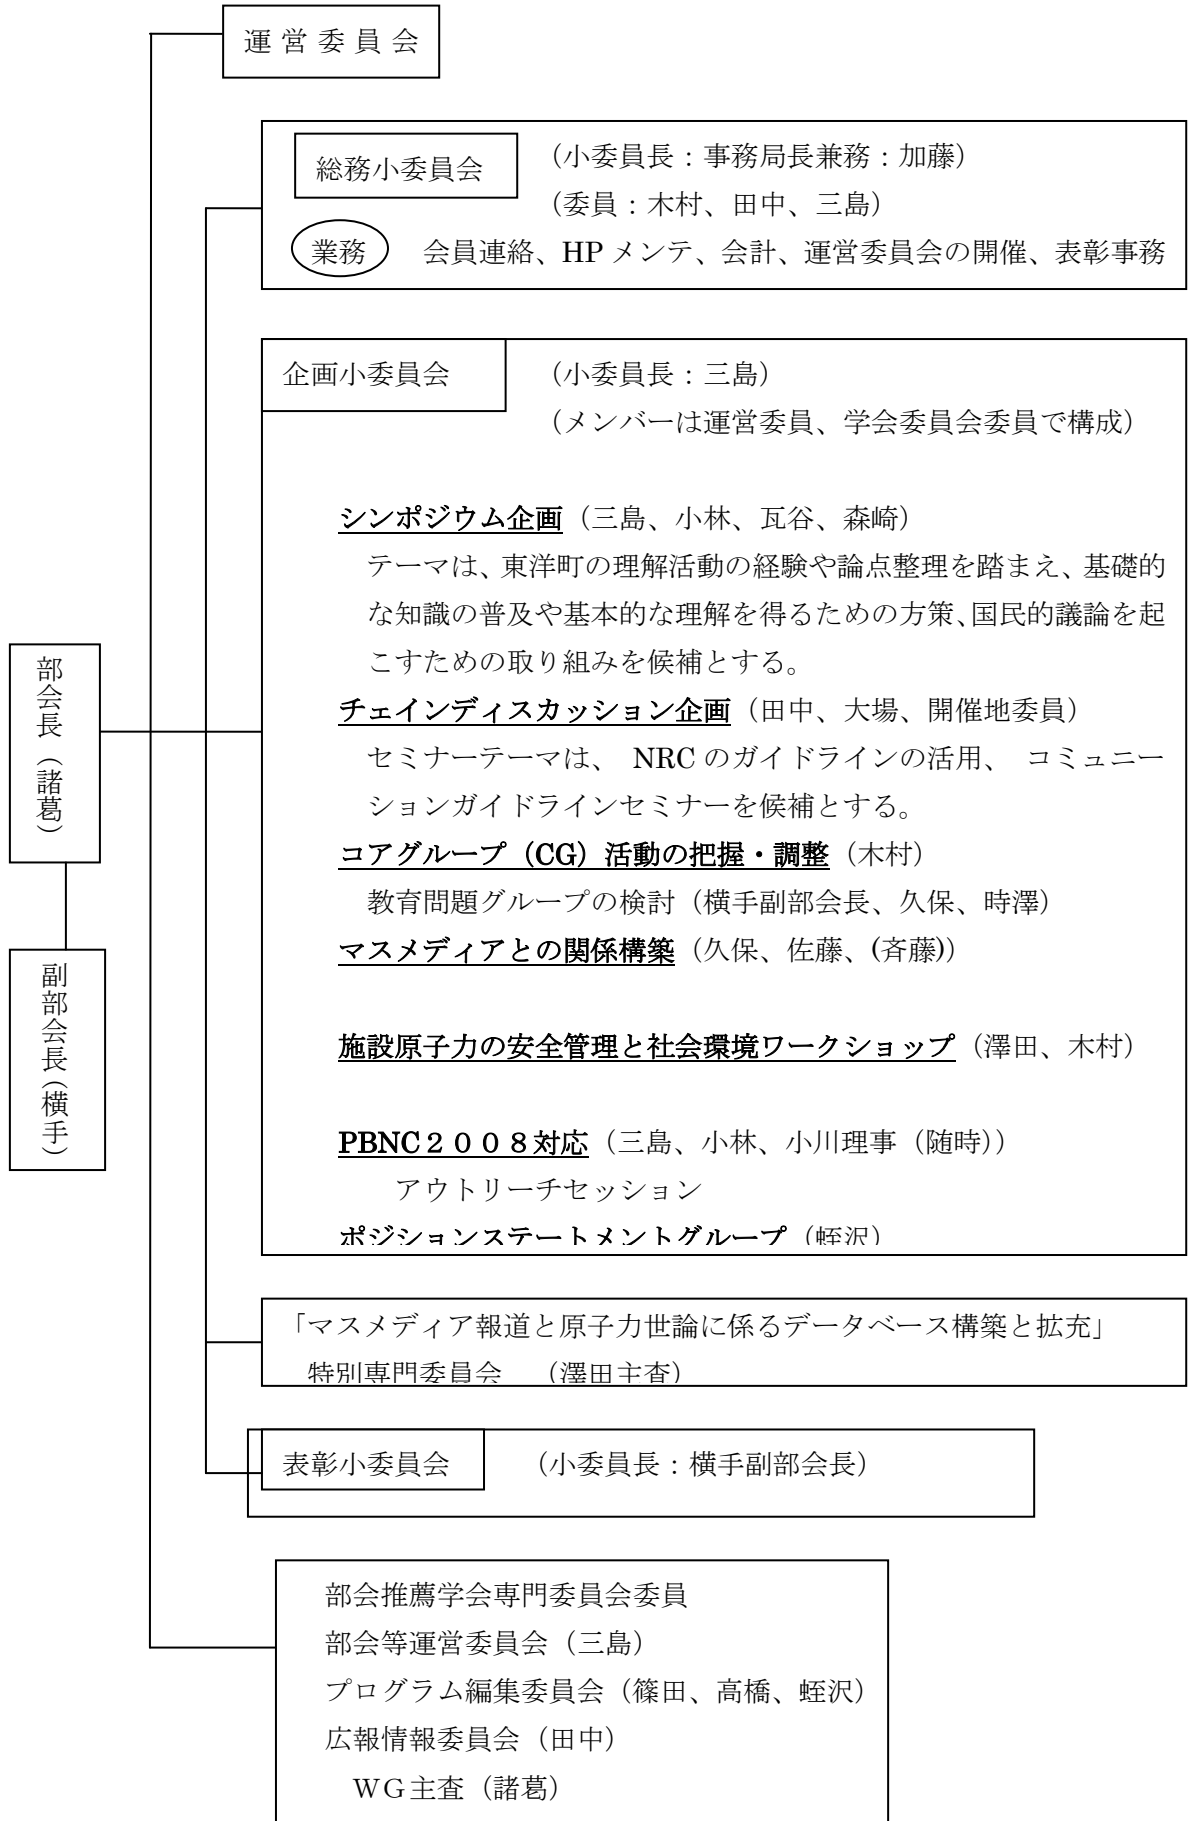 運営委員会
総務小委員会
（小委員長：事務局長兼務：加藤）
（委員：木村、田中、三島）
業務
会員連絡、HP メンテ、会計、運営委員会の開催、表彰事務
企画小委員会
（小委員長：三島）
（メンバーは運営委員、学会委員会委員で構成）
シンポジウム企画（三島、小林、瓦谷、森崎）
テーマは、東洋町の理解活動の経験や論点整理を踏まえ、基礎的
な知識の普及や基本的な理解を得るための方策、国民的議論を起
こすための取り組みを候補とする。
チェインディスカッション企画（田中、大場、開催地委員）
セミナーテーマは、 NRC のガイドラインの活用、 コミュニケー
ションガイドラインセミナーを候補とする。
コアグループ（CG）活動の把握・調整（木村）
教育問題グループの検討（横手副部会長、久保、時澤）
マスメディアとの関係構築（久保、佐藤、(斉藤)）
施設原子力の安全管理と社会環境ワークショップ（澤田、木村）
PBNC２００８対応（三島、小林、小川理事（随時））
アウトリーチセッション
ポジションステートメントグループ（蛭沢）
部会長（諸葛）
副部会長（横手）
「マスメディア報道と原子力世論に係るデータベース構築と拡充」
特別専門委員会 （澤田主査）
表彰小委員会
（小委員長：横手副部会長）
部会推薦学会専門委員会委員
部会等運営委員会（三島）
プログラム編集委員会（篠田、高橋、蛭沢）
広報情報委員会（田中）
ＷＧ主査（諸葛）